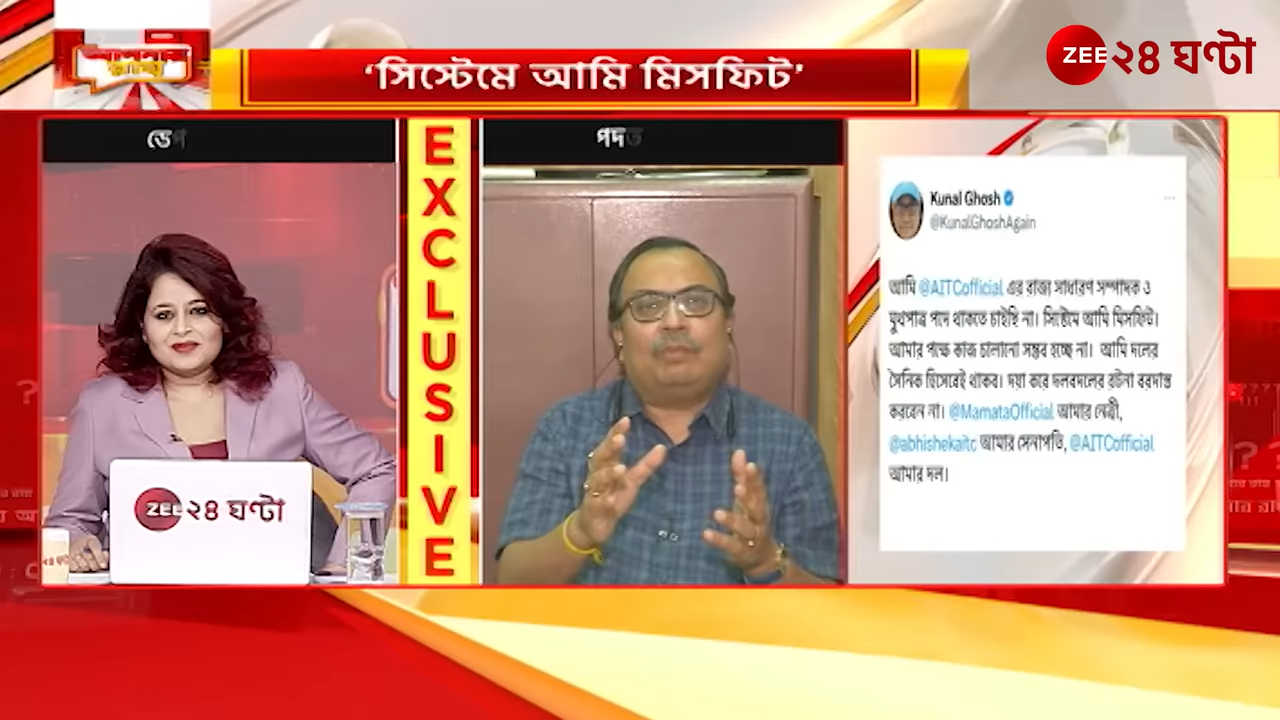 ‘সিস্টেমে আমি মিসফিট’
ZEE ২৪ ঘণ্টা
EXCLUSIVE
পদত
Kunal Ghosh
@KunalGhoshAgain
আমি @AITCofficial এর রাজ্য সাধারণ সম্পাদক ও
মুখপাত্র পদে থাকতে চাইছি না। সিস্টেমে আমি মিসফিট।
আমার পক্ষে কাজ চালানো সম্ভব হচ্ছে না। আমি দলের
সৈনিক হিসেবেই থাকব। দয়া করে দলবদলের রটনা বরদাস্ত
করবেন না। @MamataOfficial আমার নেত্রী,
@abhishekaitc আমার সেনাপতি, @AITCofficial
আমার দল।
ZEE ২৪ ঘণ্টা